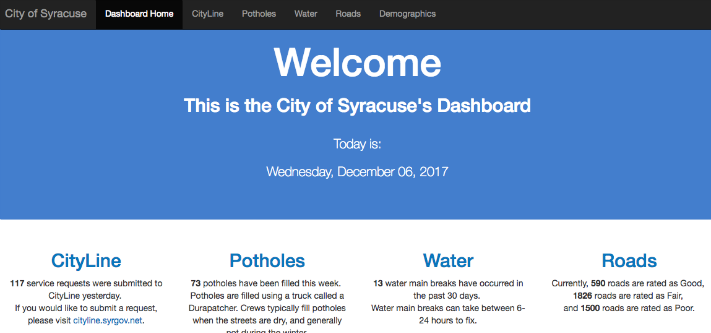 City of Syracuse Dashboard Home CityLine Potholes Water Roads Demographics
Welcome
This is the City of Syracuse's Dashboard
Today is:
Wednesday, December 06, 2017
CityLine
117 service requests were submitted to
CityLine yesterday.
If you would like to submit a request,
please visit cityline.syrgov.net.
Potholes
73 potholes have been filled this week.
Potholes are filled using a truck called a
Durapatcher. Crews typically fill potholes
when the streets are dry, and generally
not during the winter
Water
13 water main breaks have occurred in
the past 30 days.
Water main breaks can take between 6-
24 hours to fix.
Roads
Currently, 590 roads are rated as Good,
1826 roads are rated as Fair,
and 1500 roads are rated as Poor.